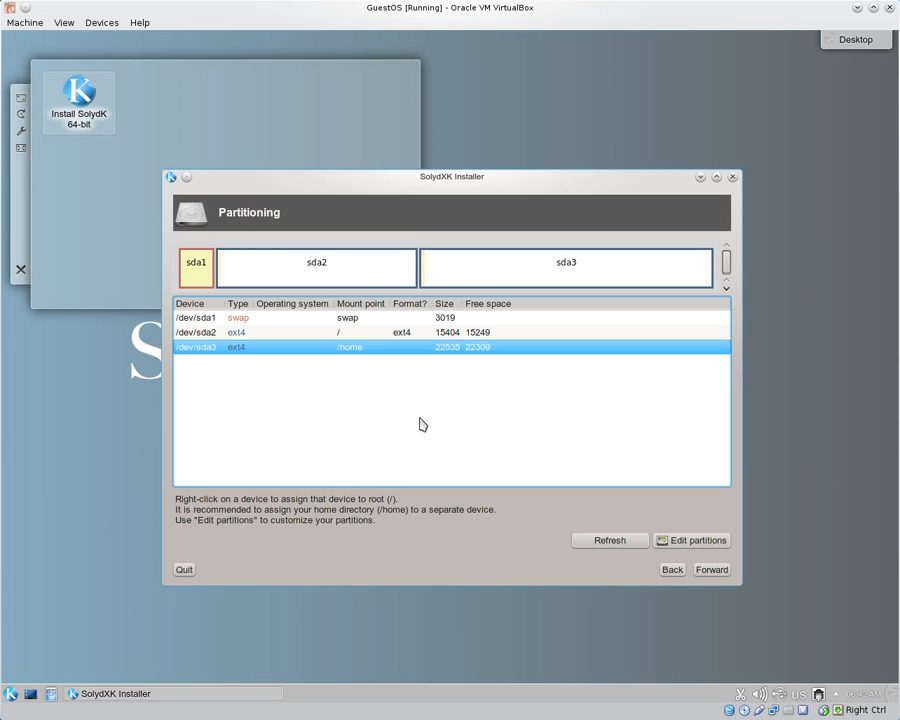 GuestOS [Running] - Oracle VM VirtualBox
Machine View Devices Help
Desktop
Install SolydK
64-bit
SolydXK Installer
Partitioning
sda1 sda2 sda3
Device Type Operating system Mount point Format? Size Free space
/dev/sda1 swap swap 3019
/dev/sda2 ext4 / ext4 15404 15249
/dev/sda3 ext4 /home 22535 22309
S
Right-click on a device to assign that device to root (/).
It is recommended to assign your home directory (/home) to a separate device.
Use "Edit partitions" to customize your partitions.
Refresh Edit partitions
Quit Back Forward
SolydXK Installer US 06:42 AM
Right Ctrl